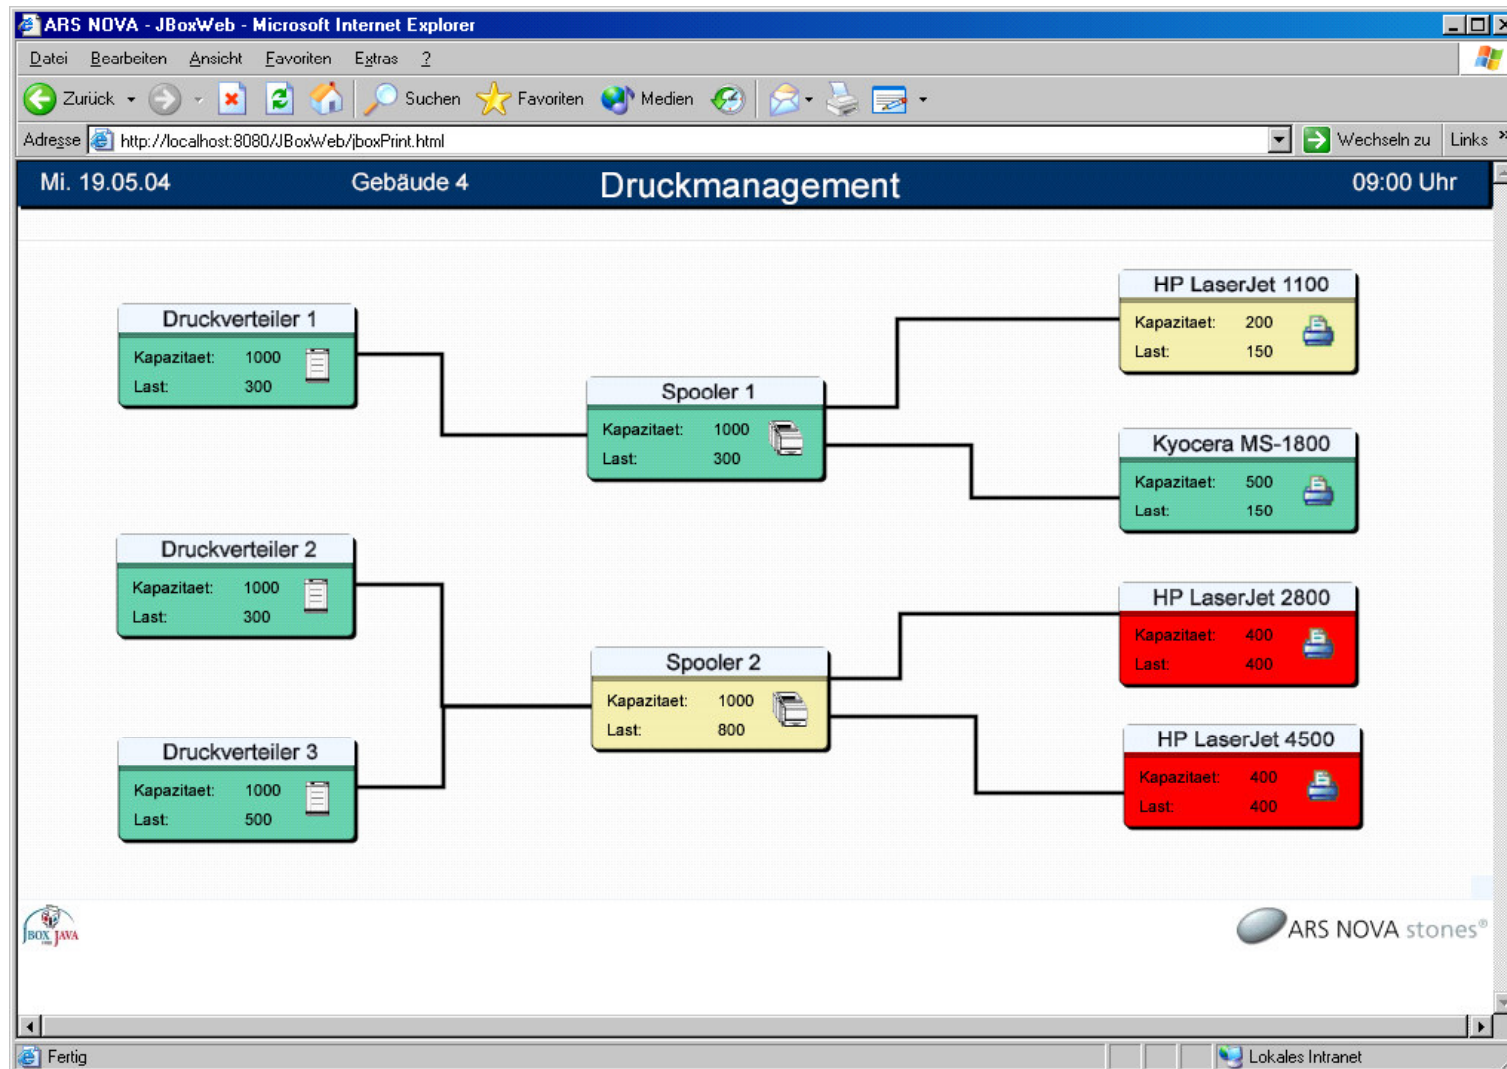 ARS NOVA - JBoxWeb - Microsoft Internet Explorer
Datei Bearbeiten Ansicht Favoriten Extras ?
Zurück Suchen Favoriten Medien
Adresse http://localhost:8080/JBoxWeb/jboxPrint.html Wechseln zu Links »
Mi. 19.05.04 Gebäude 4 Druckmanagement 09:00 Uhr
Druckverteiler 1
Kapazitaet: 1000
Last: 300
Druckverteiler 2
Kapazitaet: 1000
Last: 300
Druckverteiler 3
Kapazitaet: 1000
Last: 500
Spooler 1
Kapazitaet: 1000
Last: 300
Spooler 2
Kapazitaet: 1000
Last: 800
HP LaserJet 1100
Kapazitaet: 200
Last: 150
Kyocera MS-1800
Kapazitaet: 500
Last: 150
HP LaserJet 2800
Kapazitaet: 400
Last: 400
HP LaserJet 4500
Kapazitaet: 400
Last: 400
JBOX JAVA
ARS NOVA stones®
Fertig Lokales Intranet